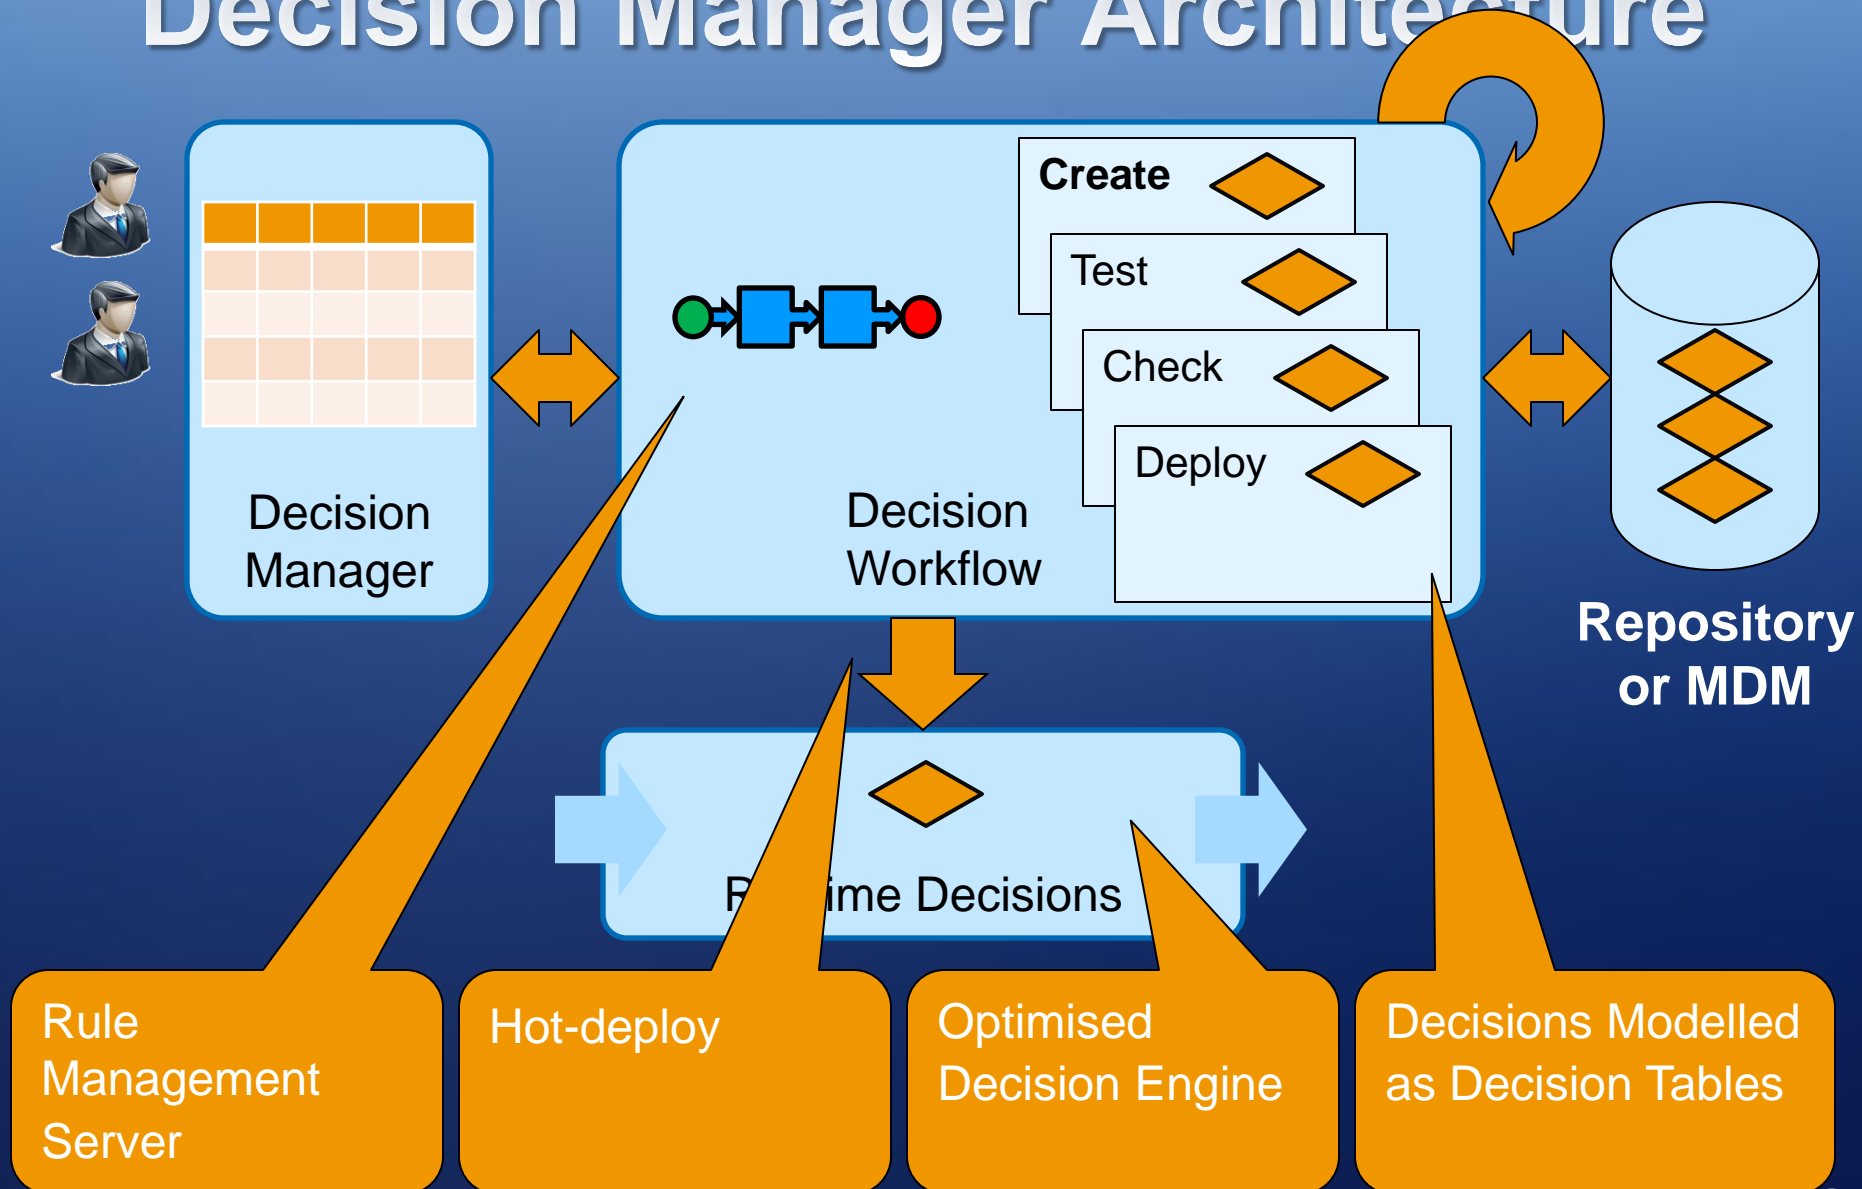 Decision Manager Architecture
Create
Test
Check
Deploy
Decision
Manager
Decision
Workflow
Repository
or MDM
Decisions
Rule
Management
Server
Hot-deploy
Optimised
Decision Engine
Decisions Modelled
as Decision Tables